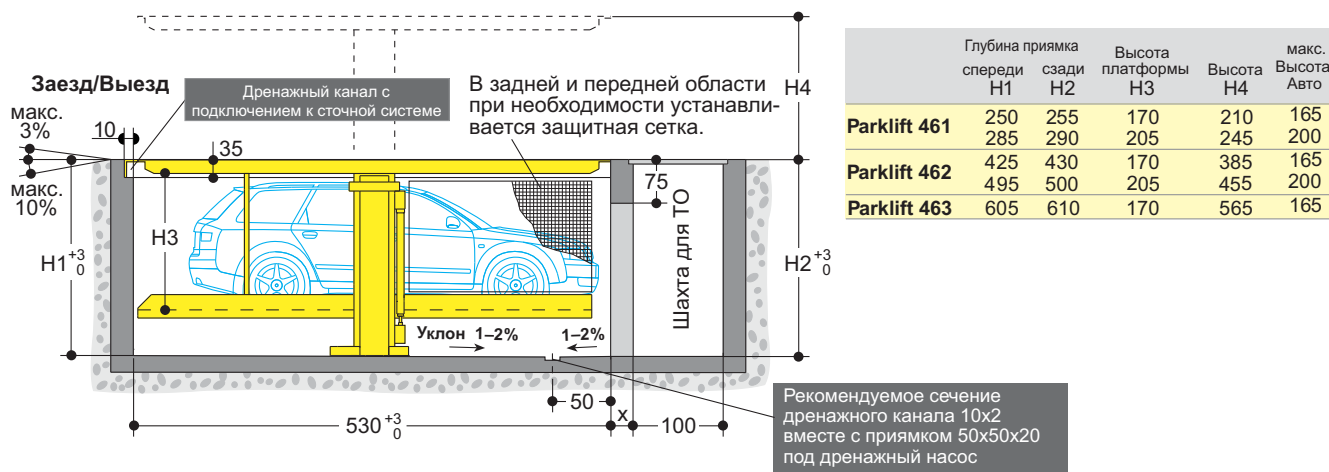 Заезд/Выезд
Дренажный канал с
подключением к сточной системе
В задней и передней области
при необходимости устанавли-
вается защитная сетка.
H4
макс.
3%
10
35
75
макс.
10%
H3
H1 +3 0
H2 +3 0
Шахта для ТО
Уклон 1–2%
1–2%
50
530 +3 0
x
100
Рекомендуемое сечение
дренажного канала 10x2
вместе с приямком 50x50x20
под дренажный насос
Глубина приямка Высота макс.
спереди сзади платформы Высота Высота
H1 H2 H3 H4 Авто
Parklift 461 250 255 170 210 165
285 290 205 245 200
Parklift 462 425 430 170 385 165
495 500 205 455 200
Parklift 463 605 610 170 565 165